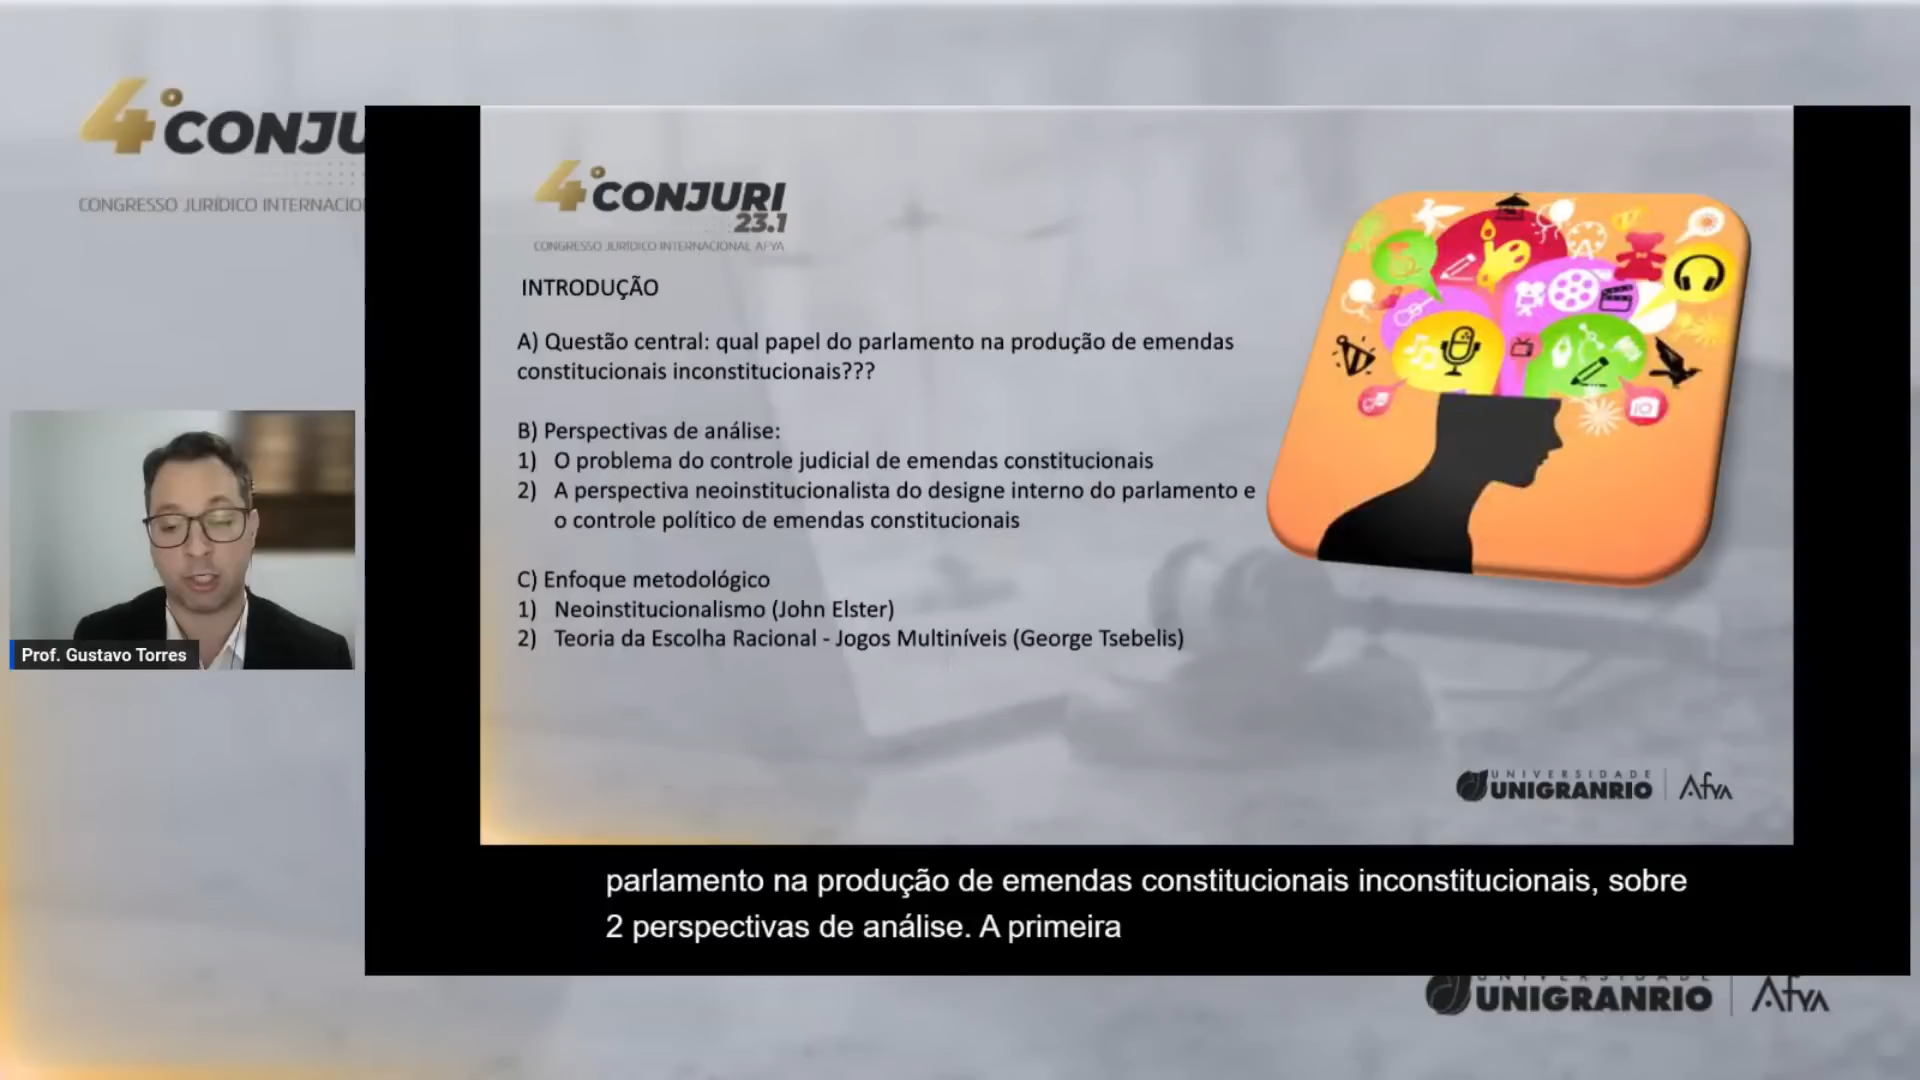 4º CONJU
CONGRESSO JURÍDICO INTERNACIO
4º CONJURI
23.1
CONGRESSO JURÍDICO INTERNACIONAL AFYA
INTRODUÇÃO
A) Questão central: qual papel do parlamento na produção de emendas
constitucionais inconstitucionais???
B) Perspectivas de análise:
1) O problema do controle judicial de emendas constitucionais
2) A perspectiva neoinstitucionalista do designe interno do parlamento e
o controle político de emendas constitucionais
C) Enfoque metodológico
1) Neoinstitucionalismo (John Elster)
2) Teoria da Escolha Racional - Jogos Multiníveis (George Tsebelis)
Prof. Gustavo Torres
UNIVERSIDADE
UNIGRANRIO
Afya
parlamento na produção de emendas constitucionais inconstitucionais, sobre
2 perspectivas de análise. A primeira
UNIVERSIDADE
UNIGRANRIO
Afya